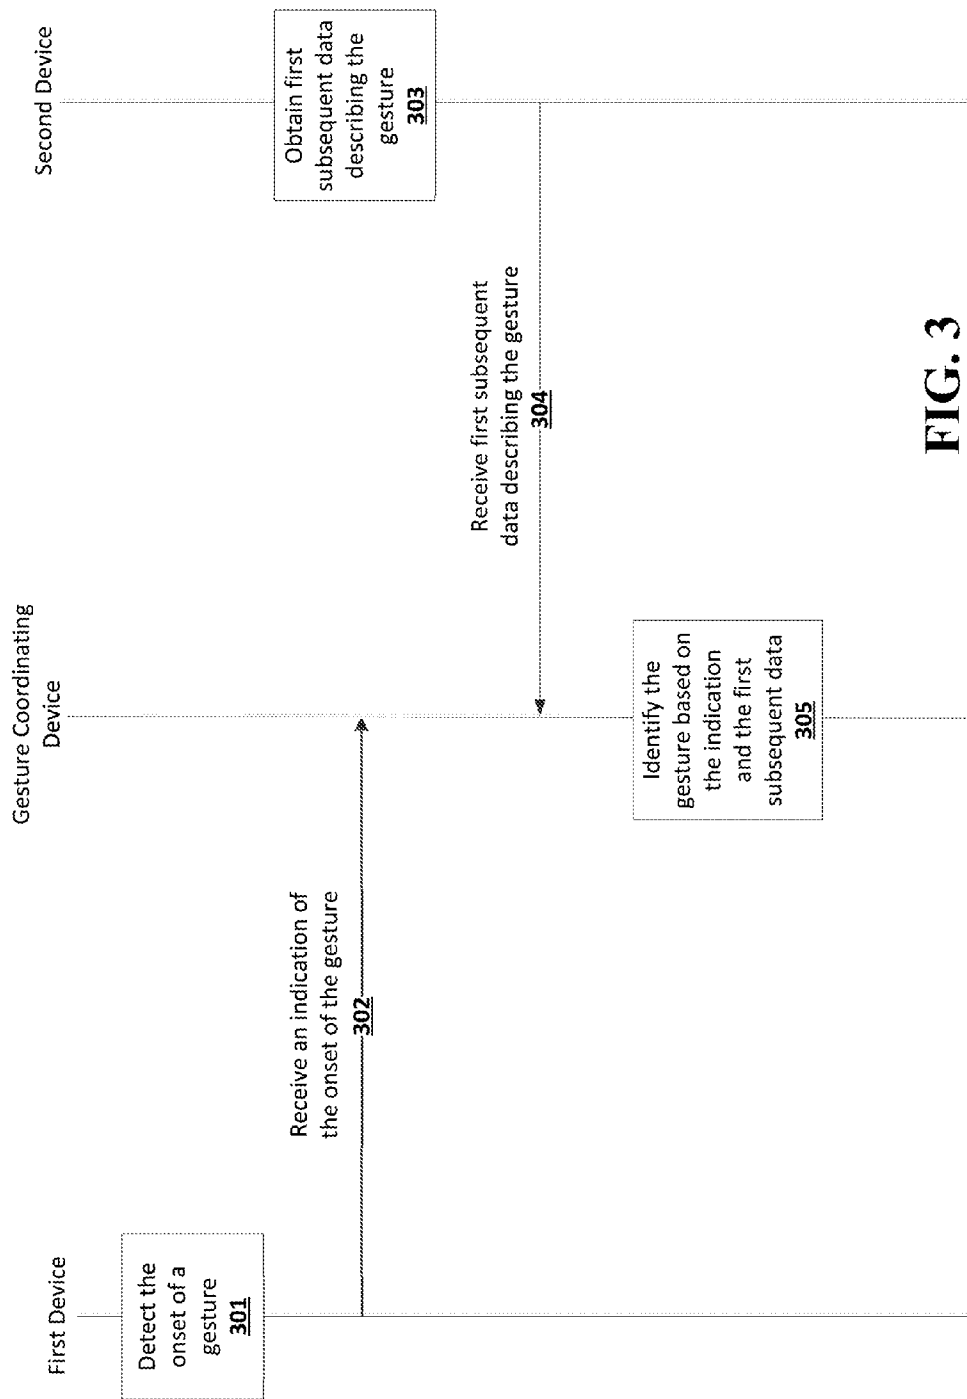 First Device
Gesture Coordinating
Device
Second Device
Detect the
onset of a
gesture
301
Receive an indication of
the onset of the gesture
302
Obtain first
subsequent data
describing the
gesture
303
Receive first subsequent
data describing the gesture
304
Identify the
gesture based on
the indication
and the first
subsequent data
305
FIG. 3